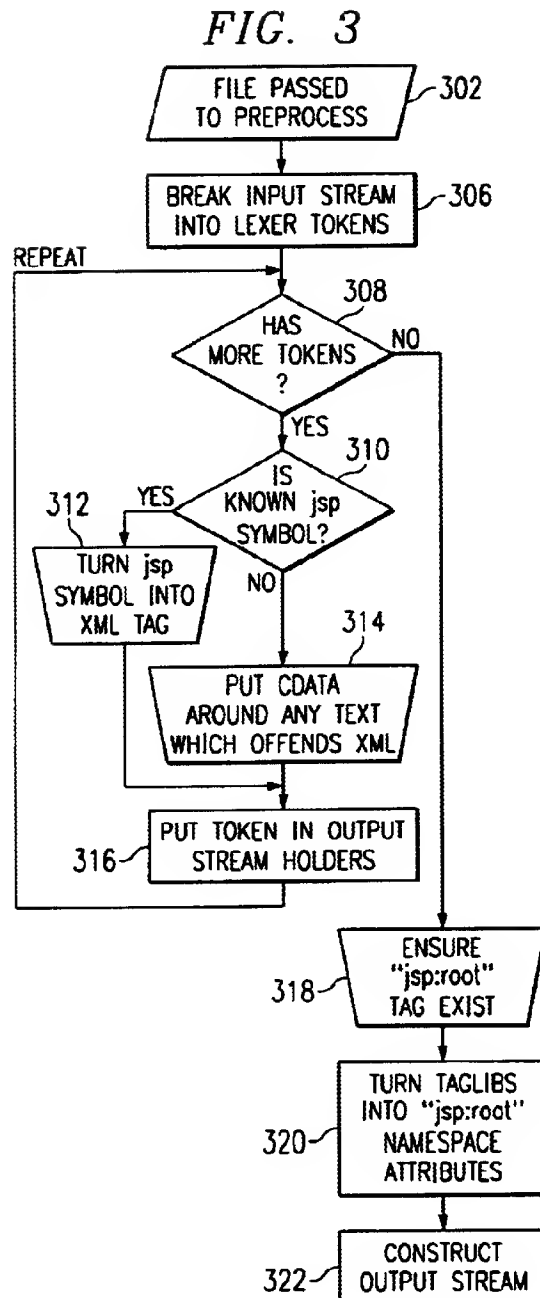 FIG. 3
FILE PASSED
TO PREPROCESS
302
BREAK INPUT STREAM
INTO LEXER TOKENS
306
REPEAT
308
HAS
MORE TOKENS
?
NO
YES
310
IS
KNOWN jsp
SYMBOL?
YES
312
TURN jsp
SYMBOL INTO
XML TAG
NO
314
PUT CDATA
AROUND ANY TEXT
WHICH OFFENDS XML
316
PUT TOKEN IN OUTPUT
STREAM HOLDERS
318
ENSURE
"jsp:root"
TAG EXIST
320
TURN TAGLIBS
INTO "jsp:root"
NAMESPACE
ATTRIBUTES
322
CONSTRUCT
OUTPUT STREAM